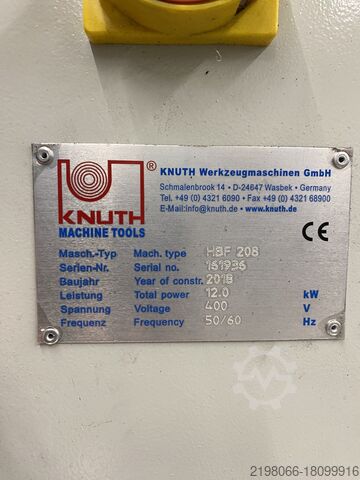 ®
KNUTH
MACHINE TOOLS
KNUTH Werkzeugmaschinen GmbH
Schmalenbrook 14 • D-24647 Wasbek • Germany
Tel. +49 (0) 4321 6090 • Fax +49 (0) 4321 68900
E-Mail:info@knuth.de • www.knuth.de
CE
Masch.-Typ Mach. type HBF 208
Serien-Nr. Serial no. 161936
Baujahr Year of constr. 2018
Leistung Total power 12.0 kW
Spannung Voltage 400 V
Frequenz Frequency 50/60 Hz
2198066-18099916